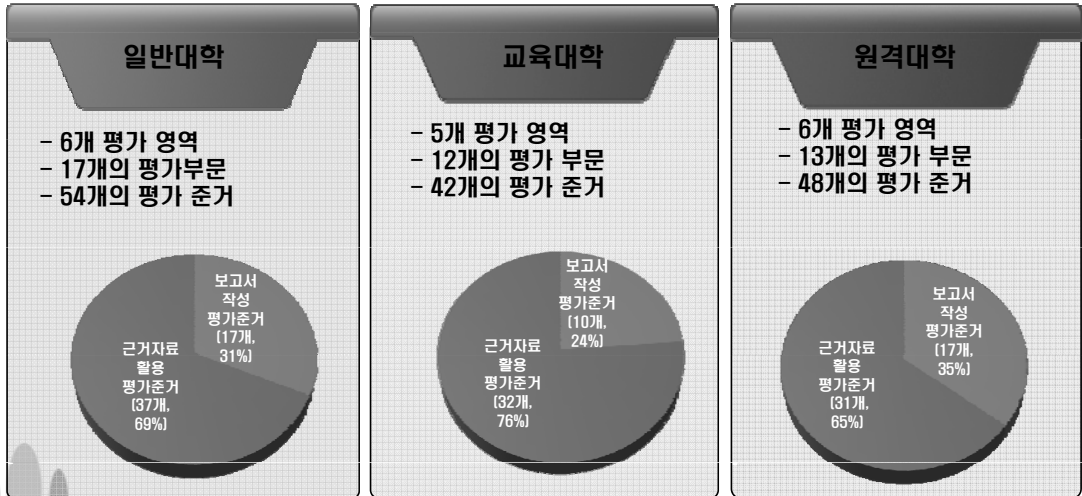 일반대학
- 6개 평가 영역
- 17개의 평가부문
- 54개의 평가 준거
보고서
작성
평가준거
(17개,
31%)
근거자료
활용
평가준거
(37개,
69%)
교육대학
- 5개 평가 영역
- 12개의 평가 부문
- 42개의 평가 준거
보고서
작성
평가준거
(10개,
24%)
근거자료
활용
평가준거
(32개,
76%)
원격대학
- 6개 평가 영역
- 13개의 평가 부문
- 48개의 평가 준거
보고서
작성
평가준거
(17개,
35%)
근거자료
활용
평가준거
(31개,
65%)